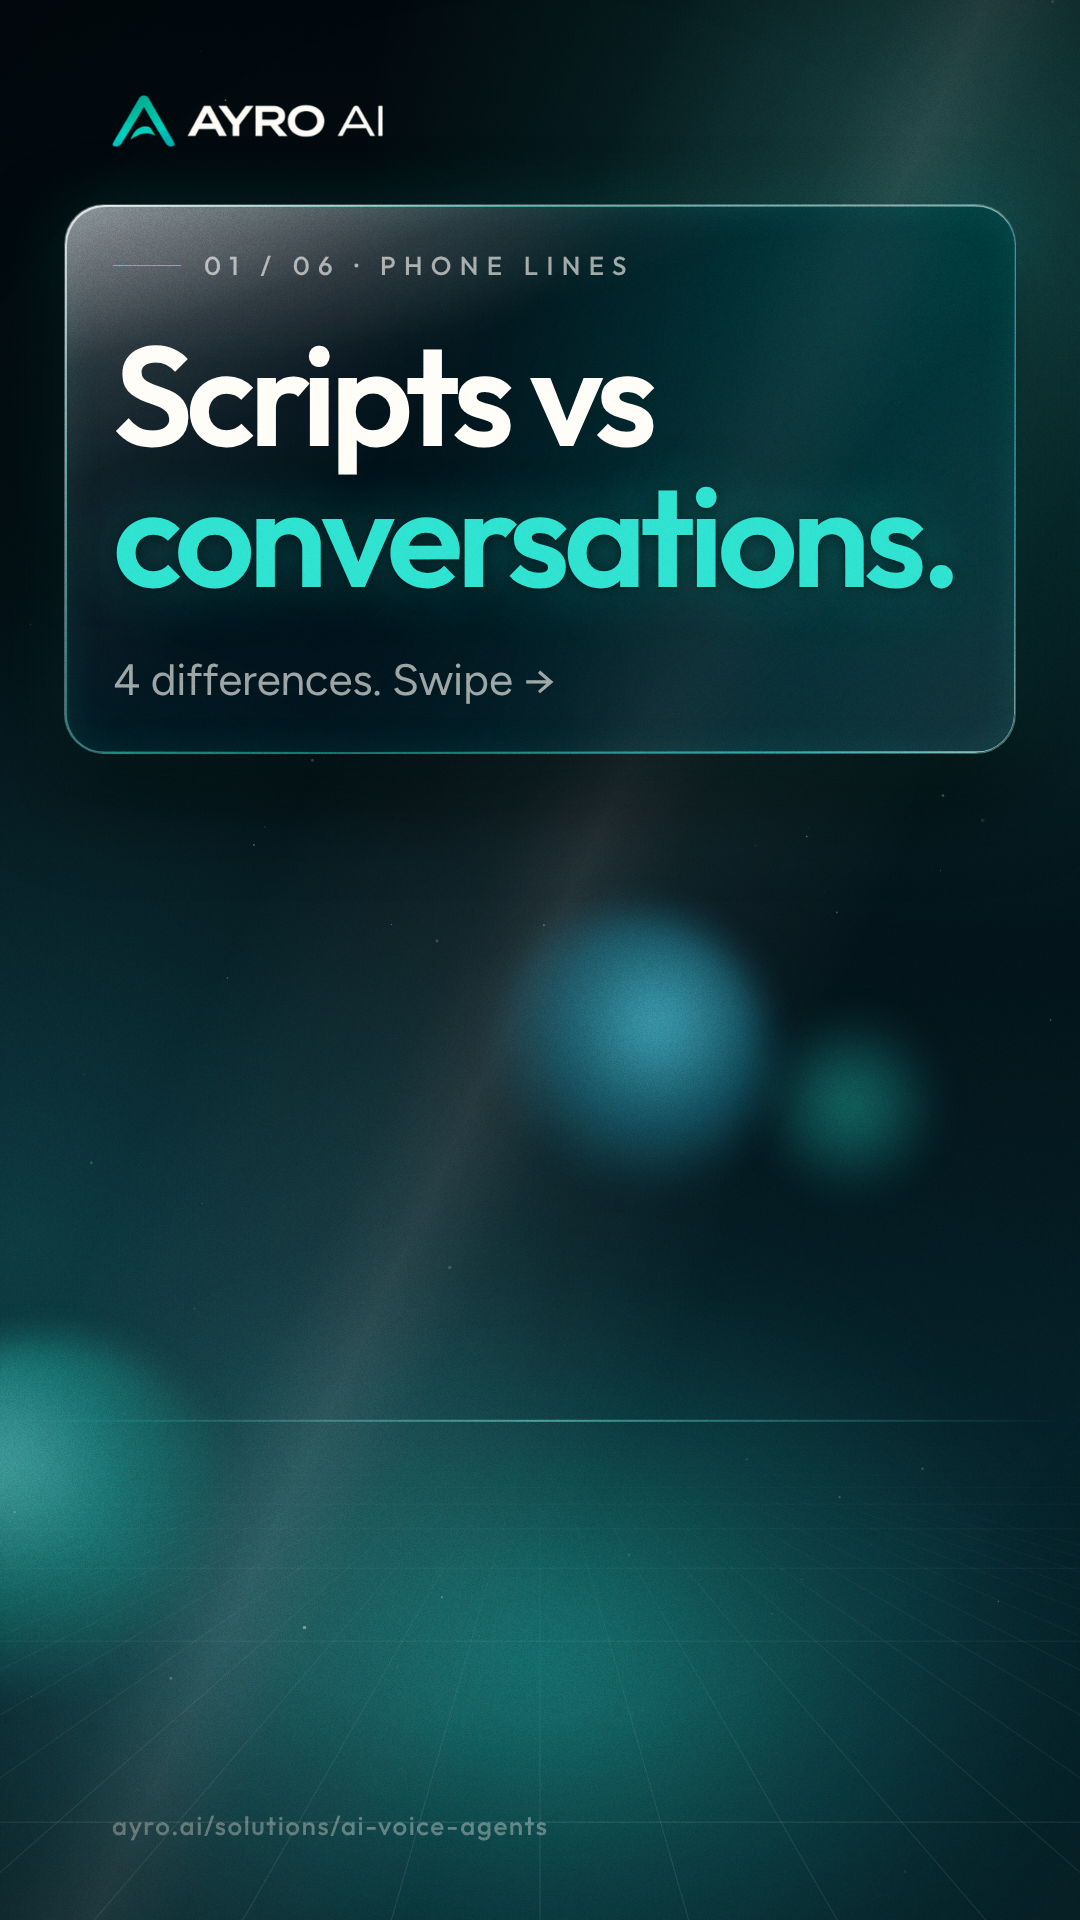 AYRO AI
01 / 06 · PHONE LINES
Scripts vs
conversations.
4 differences. Swipe →
ayro.ai/solutions/ai-voice-agents